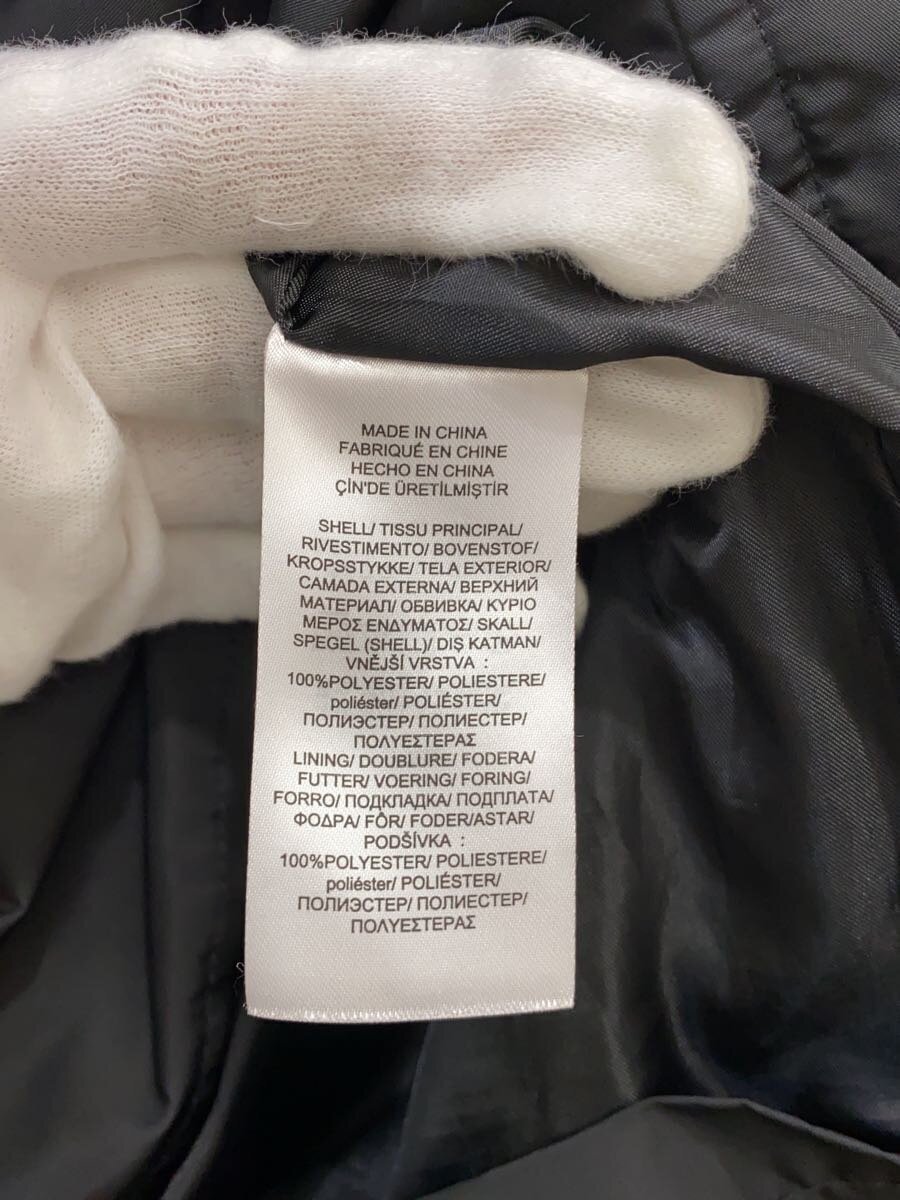 MADE IN CHINA
FABRIQUÉ EN CHINE
HECHO EN CHINA
ÇİN'DE ÜRETİLMİŞTİR
SHELL/ TISSU PRINCIPAL/
RIVESTIMENTO/ BOVENSTOF/
KROPSSTYKKE/ TELA EXTERIOR/
CAMADA EXTERNA/ ВЕРХНИЙ
МАТЕРИАЛ/ ОБВИВКА/ ΚΥΡΙΟ
ΜΕΡΟΣ ΕΝΔΥΜΑΤΟΣ/ SKALL/
SPEGEL (SHELL)/ DIŞ KATMAN/
VNĚJŠÍ VRSTVA :
100%POLYESTER/ POLIESTERE/
poliéster/ POLIÉSTER/
ПОЛИЭСТЕР/ ПОЛИЕСТЕР/
ΠΟΛΥΕΣΤΕΡΑΣ
LINING/ DOUBLURE/ FODERA/
FUTTER/ VOERING/ FORING/
FORRO/ ПОДКЛАДКА/ ПОДПЛАТА/
ΦΟΔΡΑ/ FÔR/ FODER/ASTAR/
PODŠÍVKA :
100%POLYESTER/ POLIESTERE/
poliéster/ POLIÉSTER/
ПОЛИЭСТЕР/ ПОЛИЕСТЕР/
ΠΟΛΥΕΣΤΕΡΑΣ